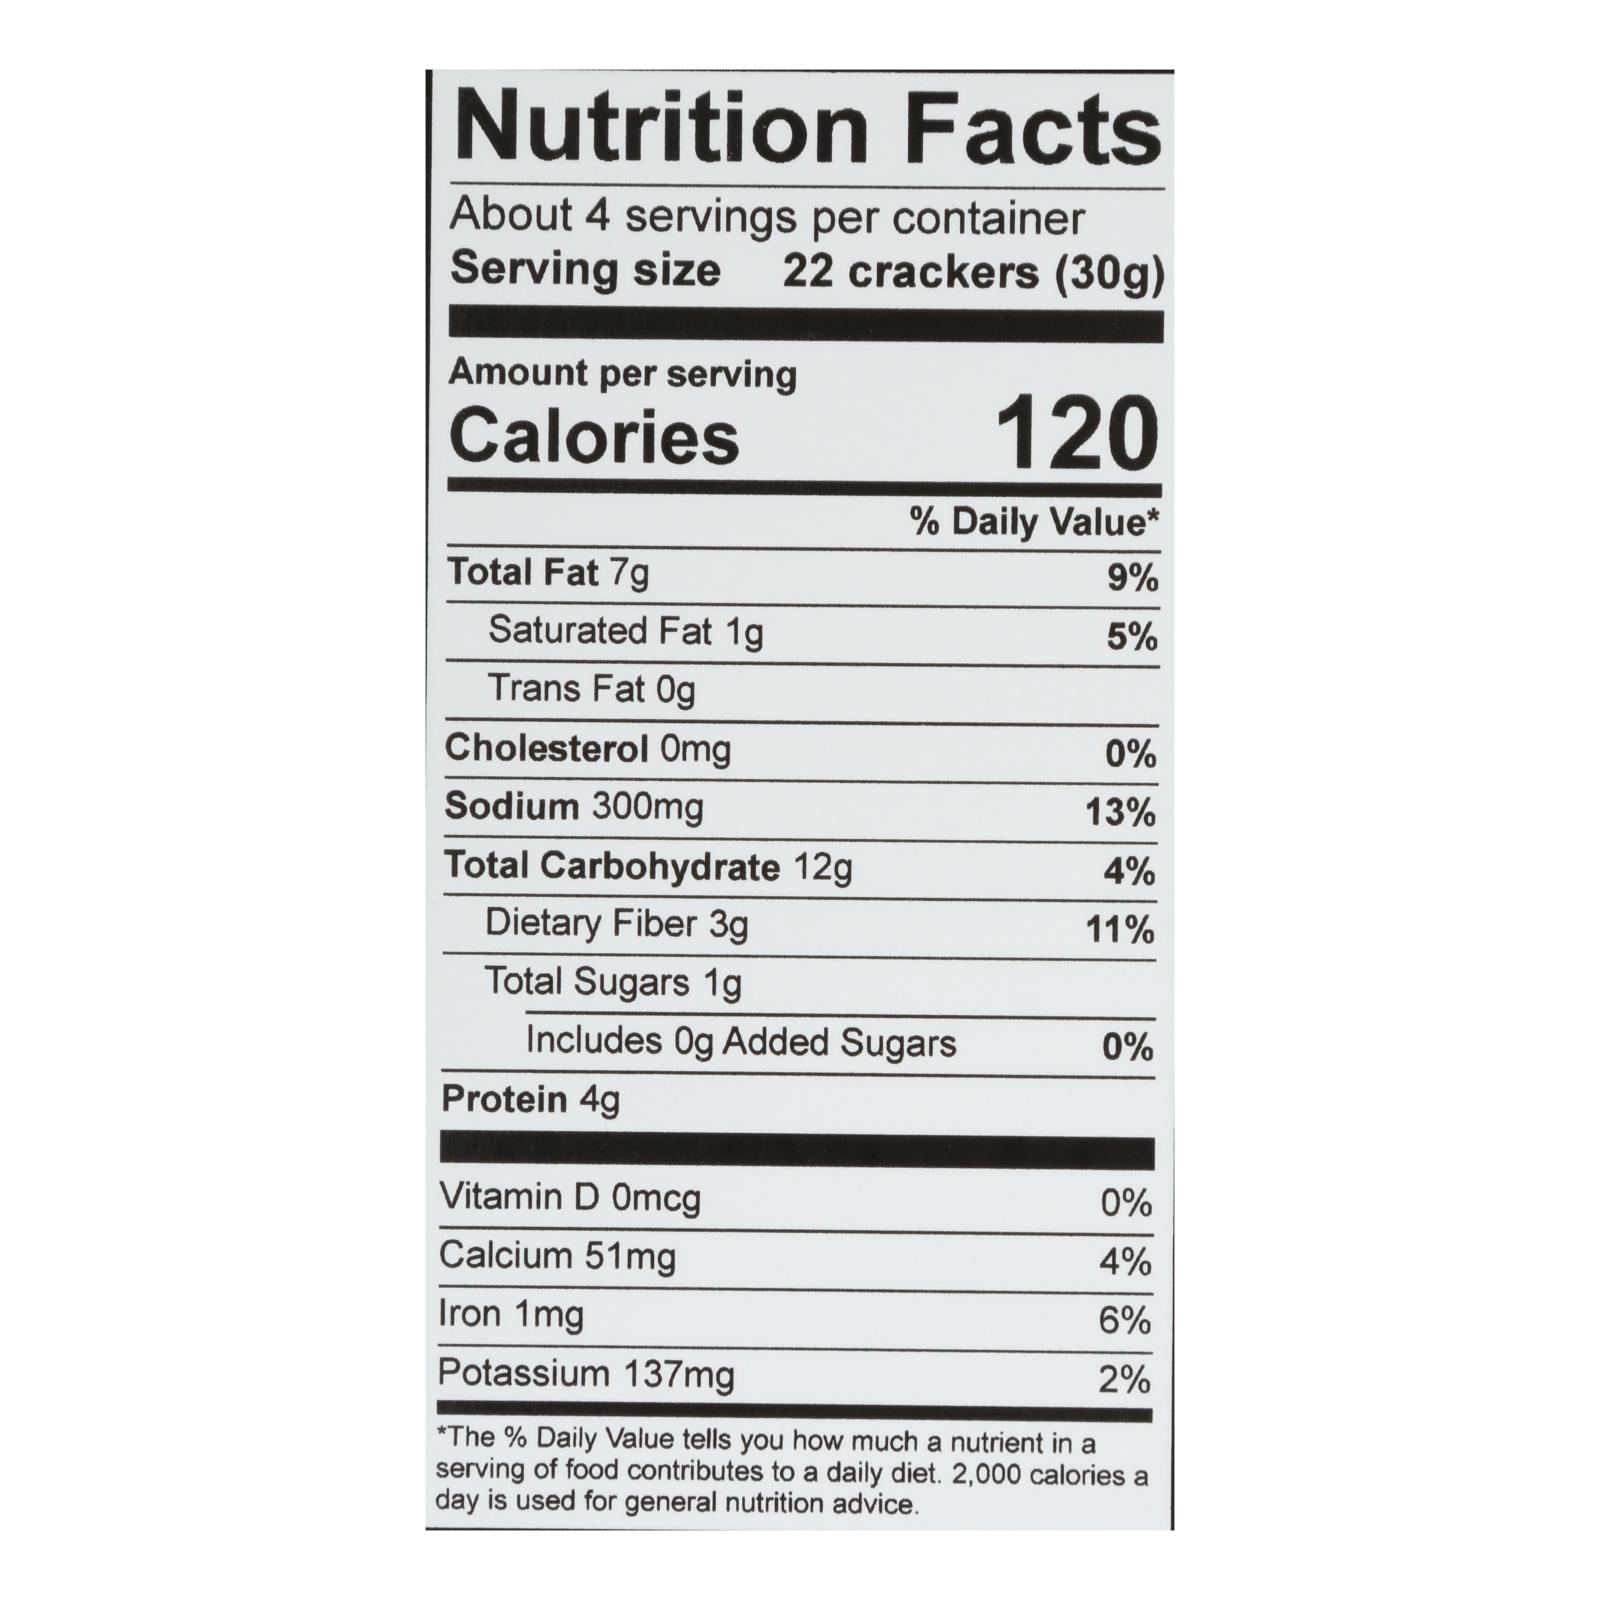 Nutrition Facts
About 4 servings per container
Serving size 22 crackers (30g)
Amount per serving
Calories 120
% Daily Value*
Total Fat 7g 9%
Saturated Fat 1g 5%
Trans Fat 0g
Cholesterol 0mg 0%
Sodium 300mg 13%
Total Carbohydrate 12g 4%
Dietary Fiber 3g 11%
Total Sugars 1g
Includes 0g Added Sugars 0%
Protein 4g
Vitamin D 0mcg 0%
Calcium 51mg 4%
Iron 1mg 6%
Potassium 137mg 2%
*The % Daily Value tells you how much a nutrient in a
serving of food contributes to a daily diet. 2,000 calories a
day is used for general nutrition advice.